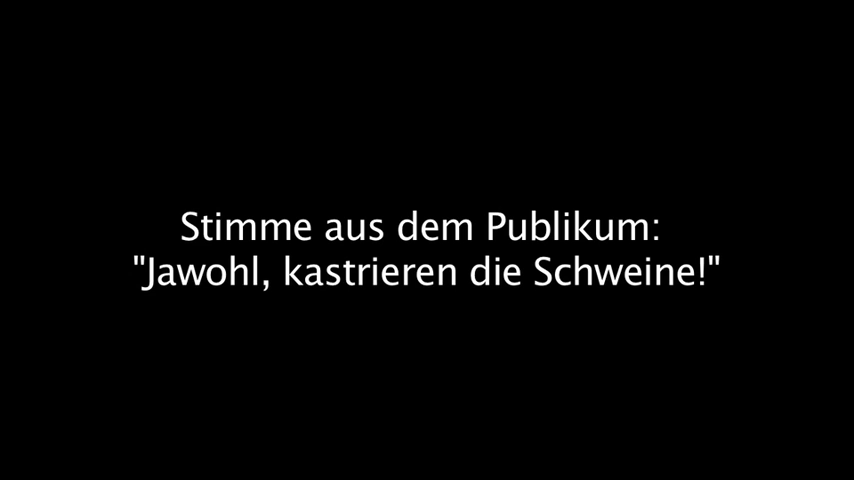 Stimme aus dem Publikum:
"Jawohl, kastrieren die Schweine!"